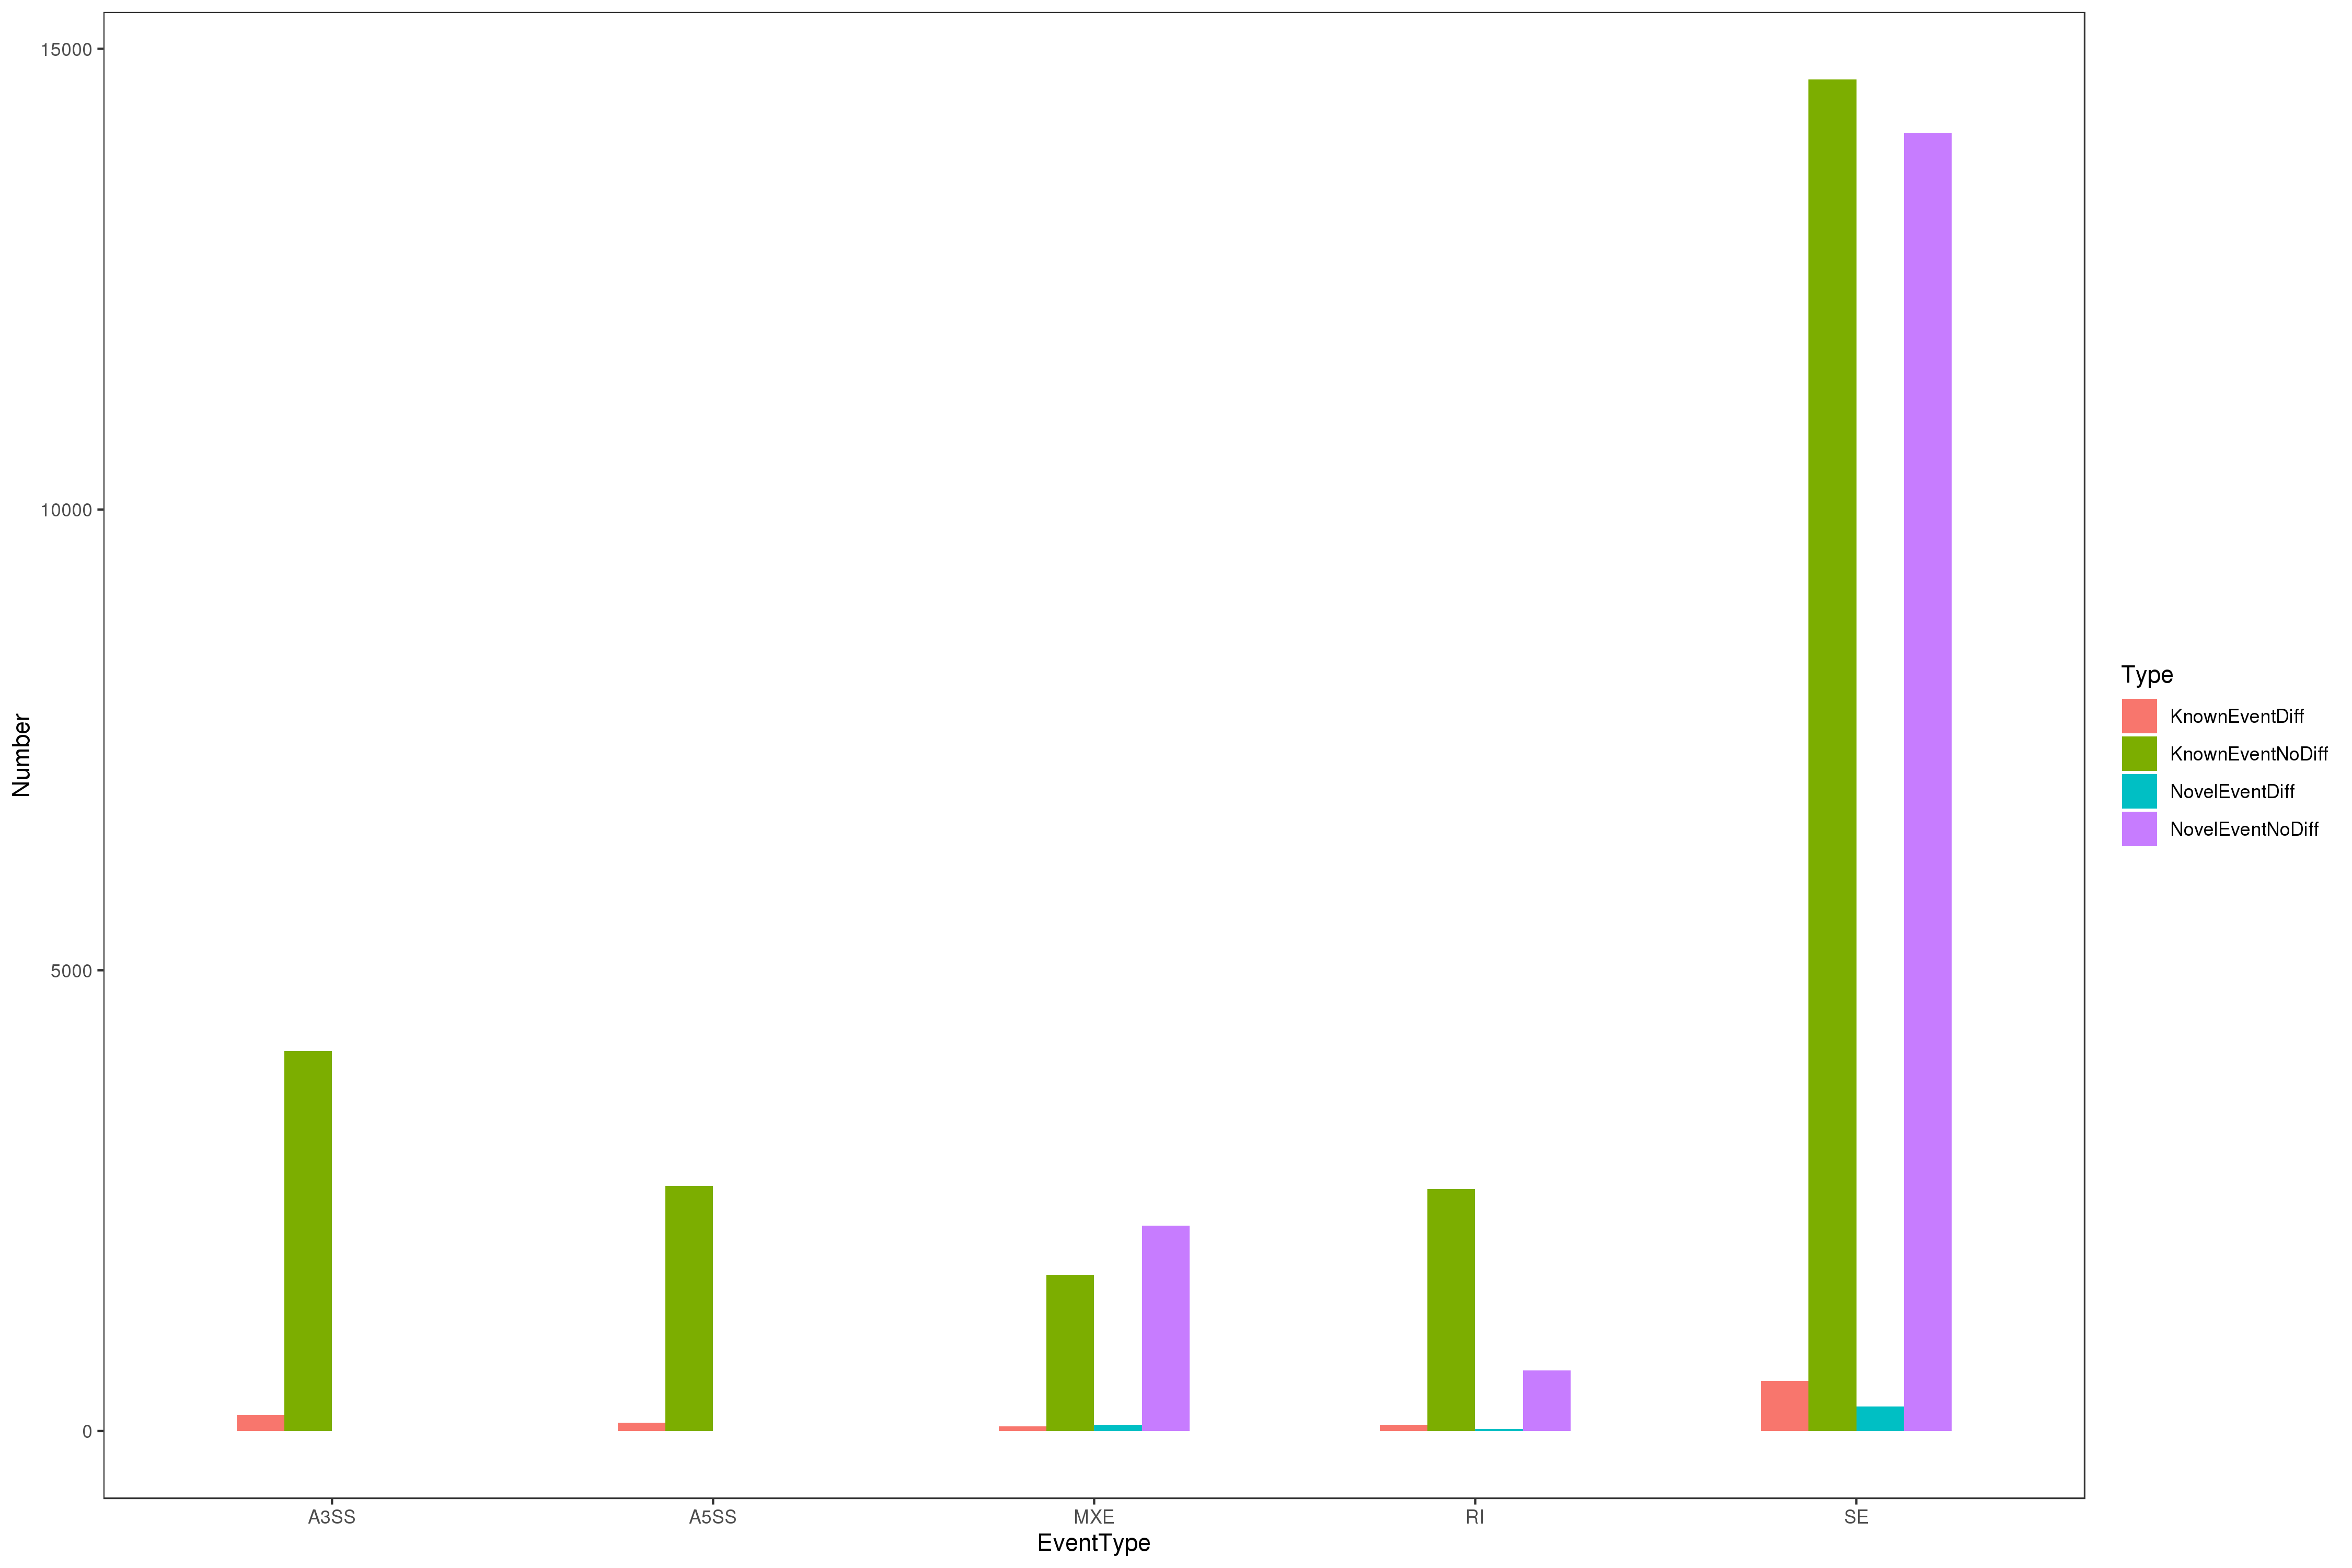 15000
10000
5000
0
Number
A3SS
A5SS
MXE
RI
SE
EventType
Type
KnownEventDiff
KnownEventNoDiff
NovelEventDiff
NovelEventNoDiff